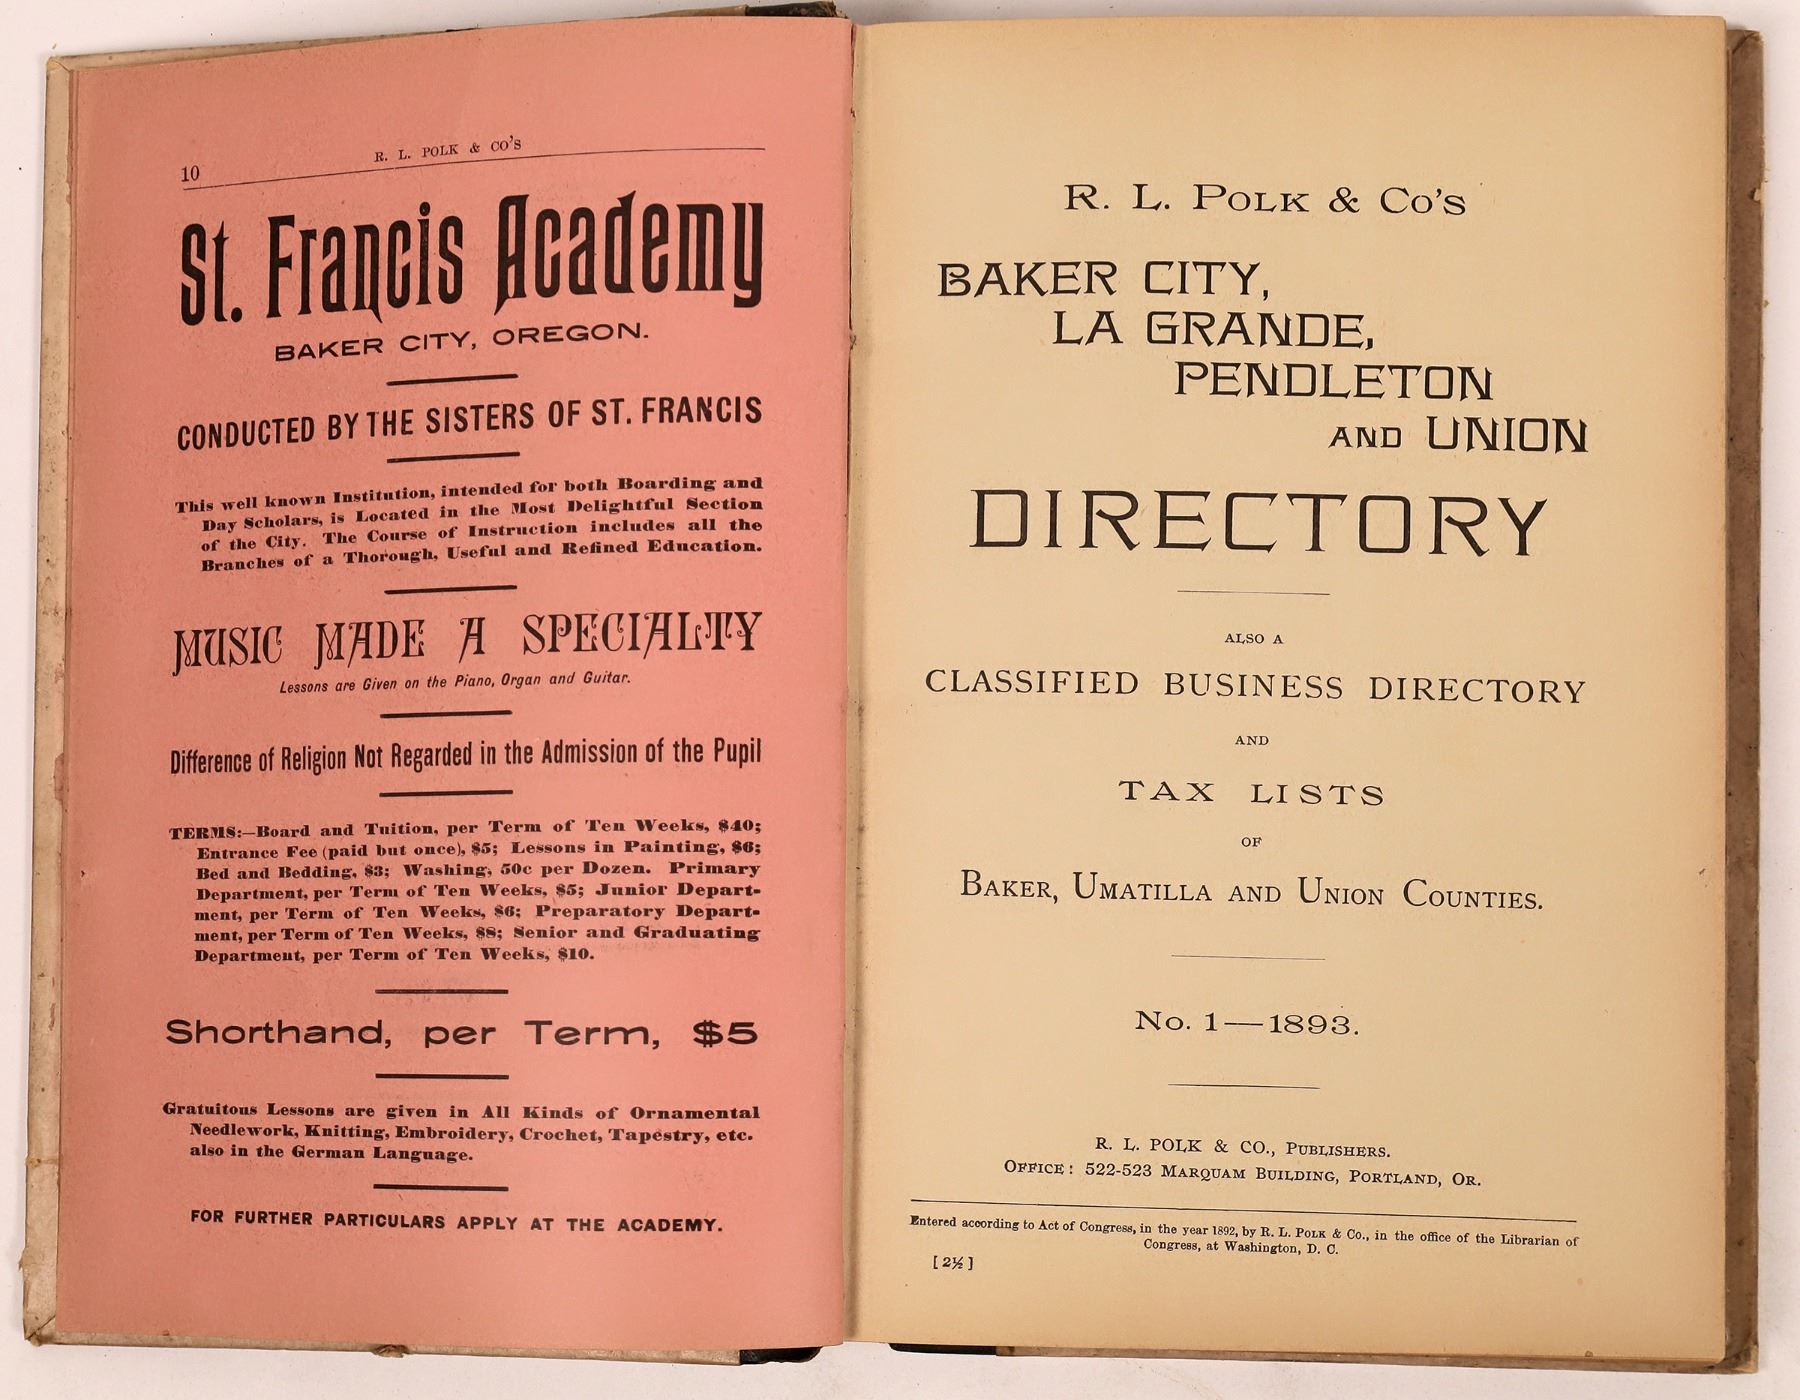 10
R. L. POLK & CO'S
St. Francis Academy
BAKER CITY, OREGON.
CONDUCTED BY THE SISTERS OF ST. FRANCIS
This well known Institution, intended for both Boarding and
Day Scholars, is Located in the Most Delightful Section
of the City. The Course of Instruction includes all the
Branches of a Thorough, Useful and Refined Education.
MUSIC MADE A SPECIALTY
Lessons are Given on the Piano, Organ and Guitar.
Difference of Religion Not Regarded in the Admission of the Pupil
TERMS:—Board and Tuition, per Term of Ten Weeks, $40;
Entrance Fee (paid but once), $5; Lessons in Painting, $6;
Bed and Bedding, $3; Washing, 50c per Dozen. Primary
Department, per Term of Ten Weeks, $5; Junior Depart-
ment, per Term of Ten Weeks, $6; Preparatory Depart-
ment, per Term of Ten Weeks, $8; Senior and Graduating
Department, per Term of Ten Weeks, $10.
Shorthand, per Term, $5
Gratuitous Lessons are given in All Kinds of Ornamental
Needlework, Knitting, Embroidery, Crochet, Tapestry, etc.
also in the German Language.
FOR FURTHER PARTICULARS APPLY AT THE ACADEMY.
R. L. POLK & CO'S
BAKER CITY,
LA GRANDE,
PENDLETON
AND UNION
DIRECTORY
ALSO A
CLASSIFIED BUSINESS DIRECTORY
AND
TAX LISTS
OF
BAKER, UMATILLA AND UNION COUNTIES.
No. 1—1893.
R. L. POLK & CO., PUBLISHERS.
OFFICE: 522-523 MARQUAM BUILDING, PORTLAND, OR.
Entered according to Act of Congress, in the year 1892, by R. L. POLK & Co., in the office of the Librarian of
Congress, at Washington, D. C.
[2½]